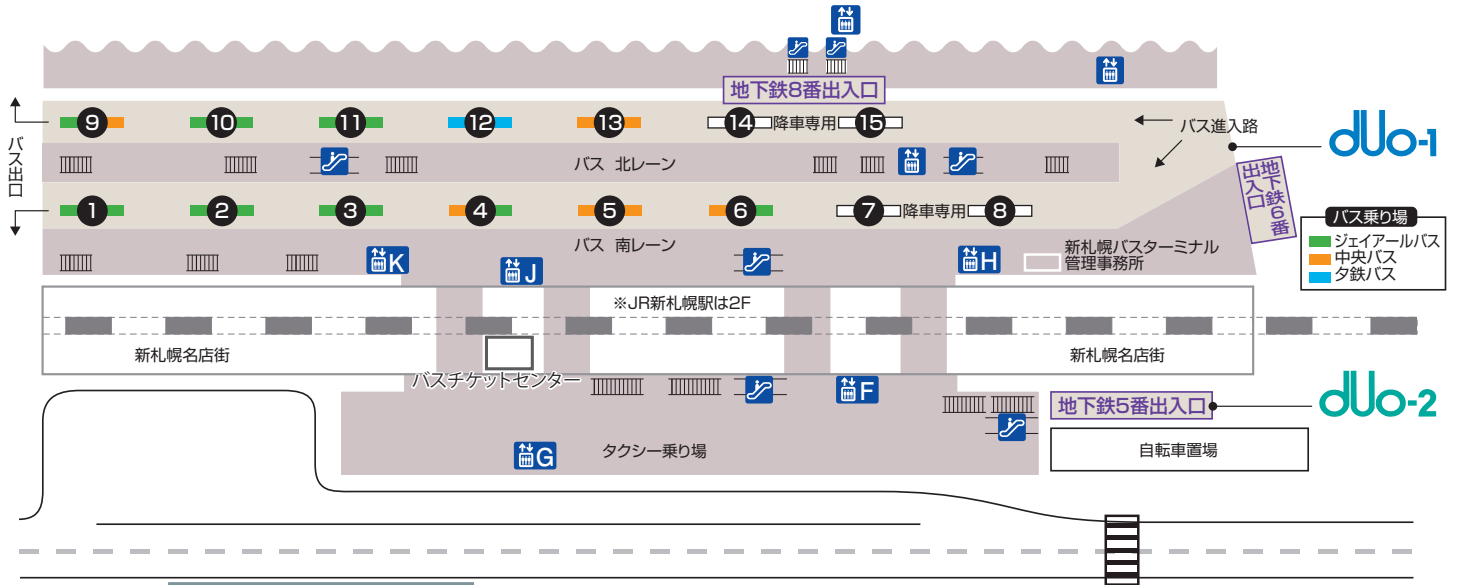 地下鉄8番出入口
9
10
11
12
13
14
降車専用
15
バス進入路
バス出口
バス 北レーン
duo-1
地下鉄6番
出入口
1
2
3
4
5
6
7
降車専用
8
バス 南レーン
バス乗り場
ジェイアールバス
中央バス
夕鉄バス
K
J
H
新札幌バスターミナル
管理事務所
※JR新札幌駅は2F
新札幌名店街
新札幌名店街
バスチケットセンター
F
地下鉄5番出入口
duo-2
G
タクシー乗り場
自転車置場